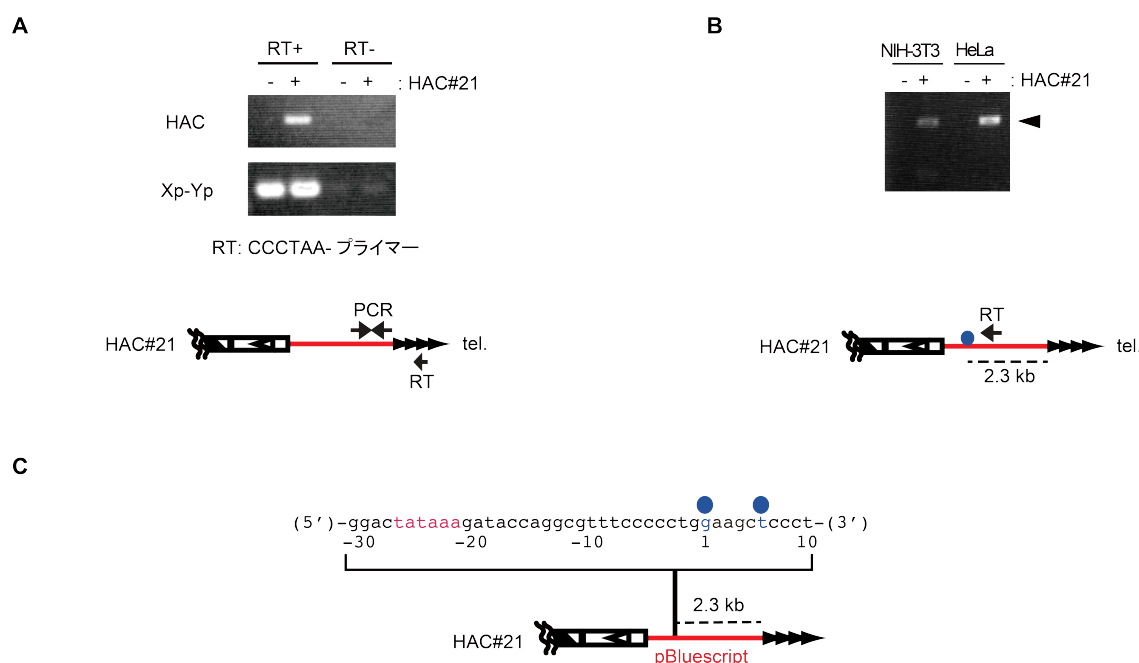 A
RT+ RT-
- + - + : HAC#21
HAC
Xp-Yp
RT: CCCTAA- プライマー
PCR
HAC#21 tel.
RT
B
NIH-3T3 HeLa
- + - + : HAC#21
RT
HAC#21 tel.
2.3 kb
C
(5′)-ggactataaagataccaggcgtttccccctggaagctccct-(3′)
-30 -20 -10 1 10
2.3 kb
HAC#21
pBluescript